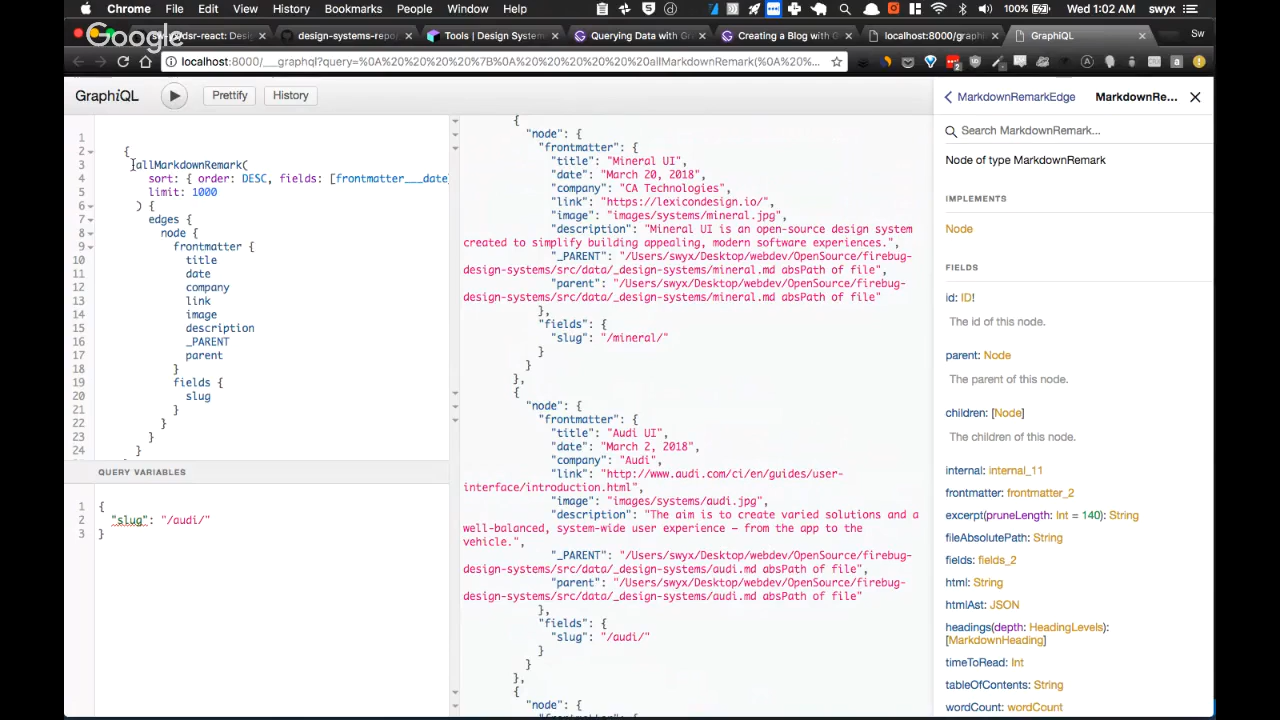 Chrome File Edit View History Bookmarks People Window Help 100% Wed 1:02 AM swyx
Google
pdsr-react: Desi design-systems-repo Tools | Design System Querying Data with Gr Creating a Blog with G localhost:8000/graph GraphiQL Sw
localhost:8000/___graphql?query=%0A%20%20%20%20%7B%0A%20%20%20%20%20%20allMarkdownRemark(%0A%20%...
GraphiQL Prettify History
1
2 {
3 allMarkdownRemark(
4 sort: { order: DESC, fields: [frontmatter___date]
5 limit: 1000
6 ) {
7 edges {
8 node {
9 frontmatter {
10 title
11 date
12 company
13 link
14 image
15 description
16 _PARENT
17 parent
18 }
19 fields {
20 slug
21 }
22 }
23 }
24 }
QUERY VARIABLES
1 {
2 "slug": "/audi/"
3 }
{
"node": {
"frontmatter": {
"title": "Mineral UI",
"date": "March 20, 2018",
"company": "CA Technologies",
"link": "https://lexicondesign.io/",
"image": "images/systems/mineral.jpg",
"description": "Mineral UI is an open-source design system
created to simplify building appealing, modern software experiences.",
"_PARENT": "/Users/swyx/Desktop/webdev/OpenSource/firebug-
design-systems/src/data/_design-systems/mineral.md absPath of file",
"parent": "/Users/swyx/Desktop/webdev/OpenSource/firebug-
design-systems/src/data/_design-systems/mineral.md absPath of file"
},
"fields": {
"slug": "/mineral/"
}
}
},
{
"node": {
"frontmatter": {
"title": "Audi UI",
"date": "March 2, 2018",
"company": "Audi",
"link": "http://www.audi.com/ci/en/guides/user-
interface/introduction.html",
"image": "images/systems/audi.jpg",
"description": "The aim is to create varied solutions and a
well-balanced, system-wide user experience – from the app to the
vehicle.",
"_PARENT": "/Users/swyx/Desktop/webdev/OpenSource/firebug-
design-systems/src/data/_design-systems/audi.md absPath of file",
"parent": "/Users/swyx/Desktop/webdev/OpenSource/firebug-
design-systems/src/data/_design-systems/audi.md absPath of file"
},
"fields": {
"slug": "/audi/"
}
}
},
{
"node": {
"frontmatter": {
MarkdownRemarkEdge MarkdownRe...
Search MarkdownRemark...
Node of type MarkdownRemark
IMPLEMENTS
Node
FIELDS
id: ID!
The id of this node.
parent: Node
The parent of this node.
children: [Node]
The children of this node.
internal: internal_11
frontmatter: frontmatter_2
excerpt(pruneLength: Int = 140): String
fileAbsolutePath: String
fields: fields_2
html: String
htmlAst: JSON
headings(depth: HeadingLevels):
[MarkdownHeading]
timeToRead: Int
tableOfContents: String
wordCount: wordCount